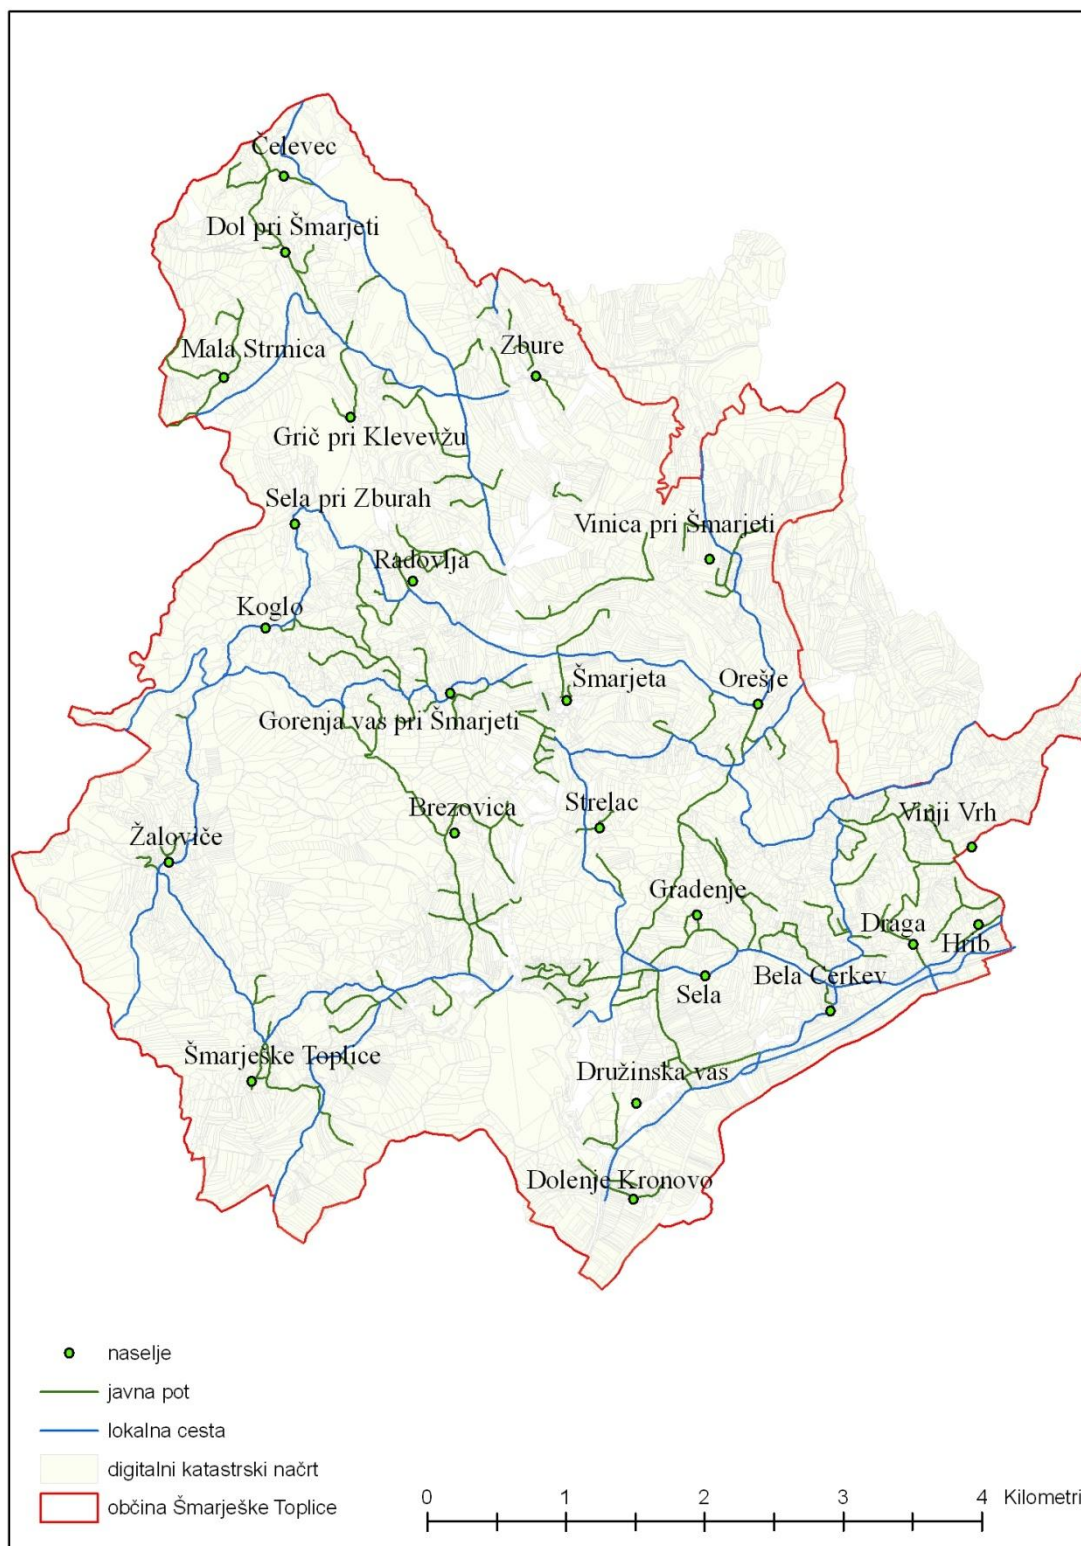 Čelevec
Dol pri Šmarjeti
Mala Strmica
Zbure
Grič pri Klevevžu
Sela pri Zburah
Vinica pri Šmarjeti
Radovlja
Koglo
Šmarjeta
Orešje
Gorenja vas pri Šmarjeti
Brezovica
Strelac
Vinji Vrh
Žaloviče
Gradenje
Draga
Hrib
Bela Cerkev
Sela
Šmarješke Toplice
Družinska vas
Dolenje Kronovo
naselje
javna pot
lokalna cesta
digitalni katastrski načrt
občina Šmarješke Toplice
0 1 2 3 4 Kilometri